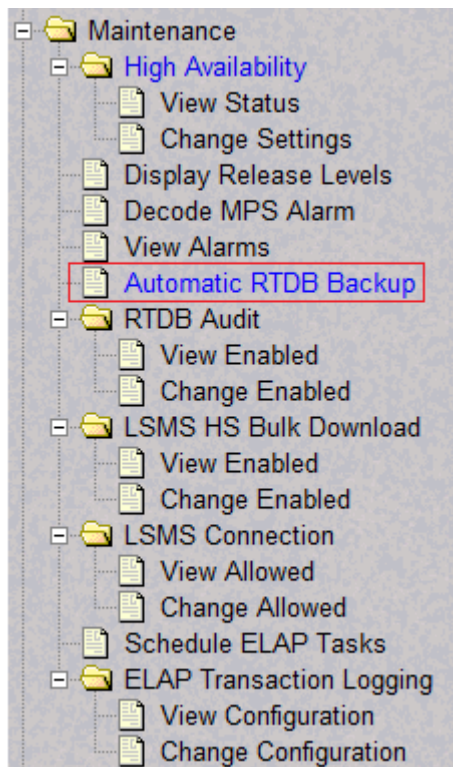 Maintenance
High Availability
View Status
Change Settings
Display Release Levels
Decode MPS Alarm
View Alarms
Automatic RTDB Backup
RTDB Audit
View Enabled
Change Enabled
LSMS HS Bulk Download
View Enabled
Change Enabled
LSMS Connection
View Allowed
Change Allowed
Schedule ELAP Tasks
ELAP Transaction Logging
View Configuration
Change Configuration